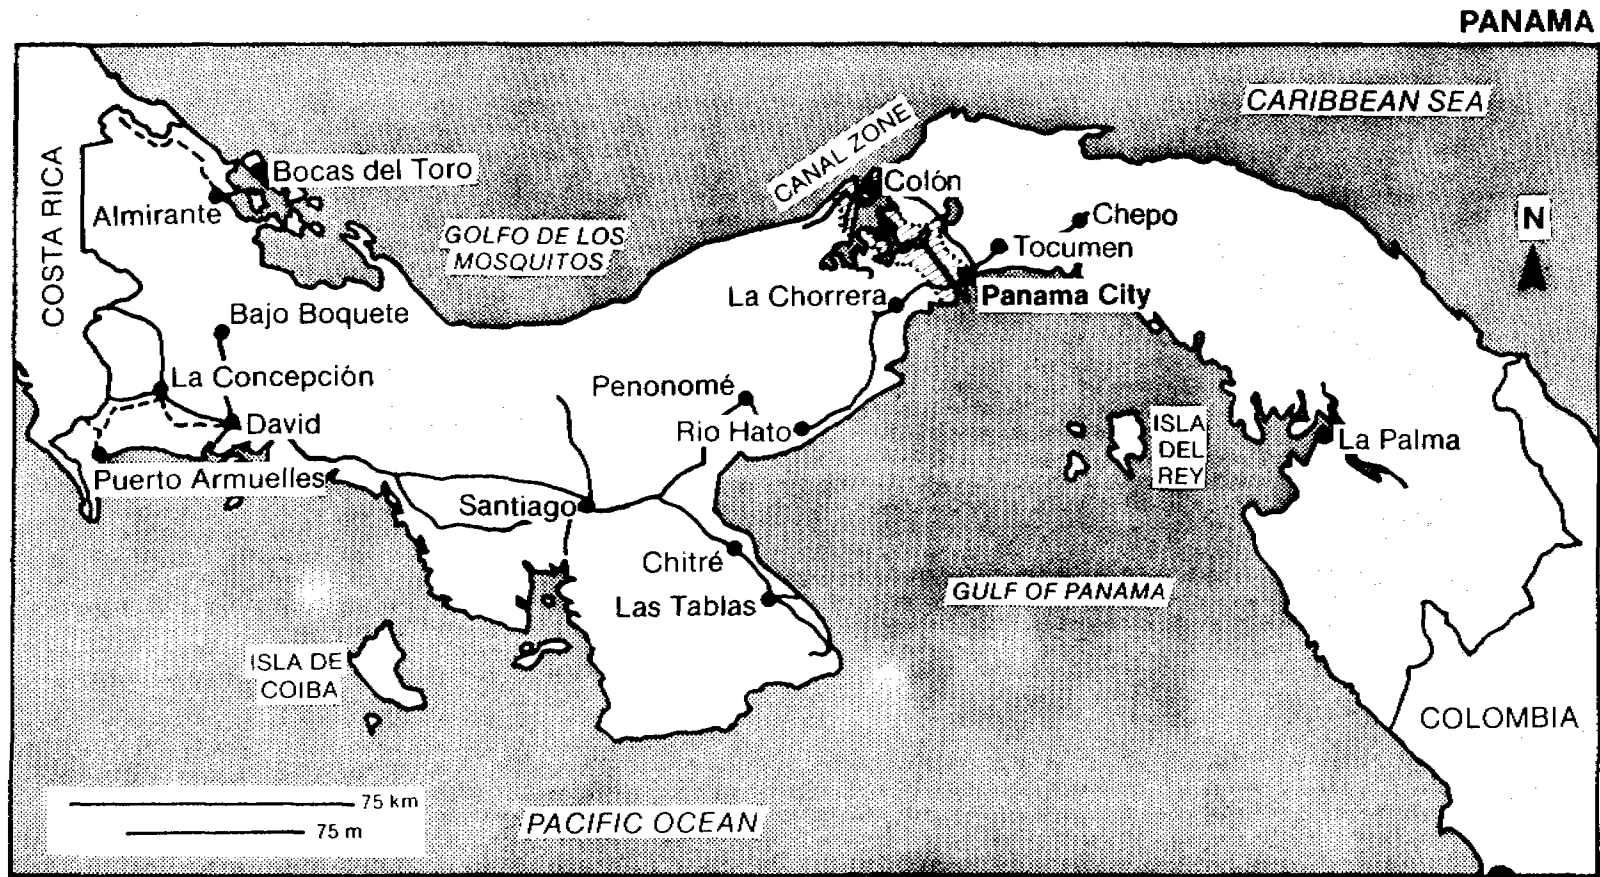 PANAMA
CARIBBEAN SEA
CANAL ZONE
COSTA RICA
Bocas del Toro
Colón
Almirante
Chepo
N
GOLFO DE LOS
MOSQUITOS
Tocumen
La Chorrera
Panama City
Bajo Boquete
La Concepción
Penonomé
David
Rio Hato
ISLA
DEL
REY
La Palma
Puerto Armuelles
Santiago
Chitré
GULF OF PANAMA
Las Tablas
ISLA DE
COIBA
COLOMBIA
75 km
75 m
PACIFIC OCEAN